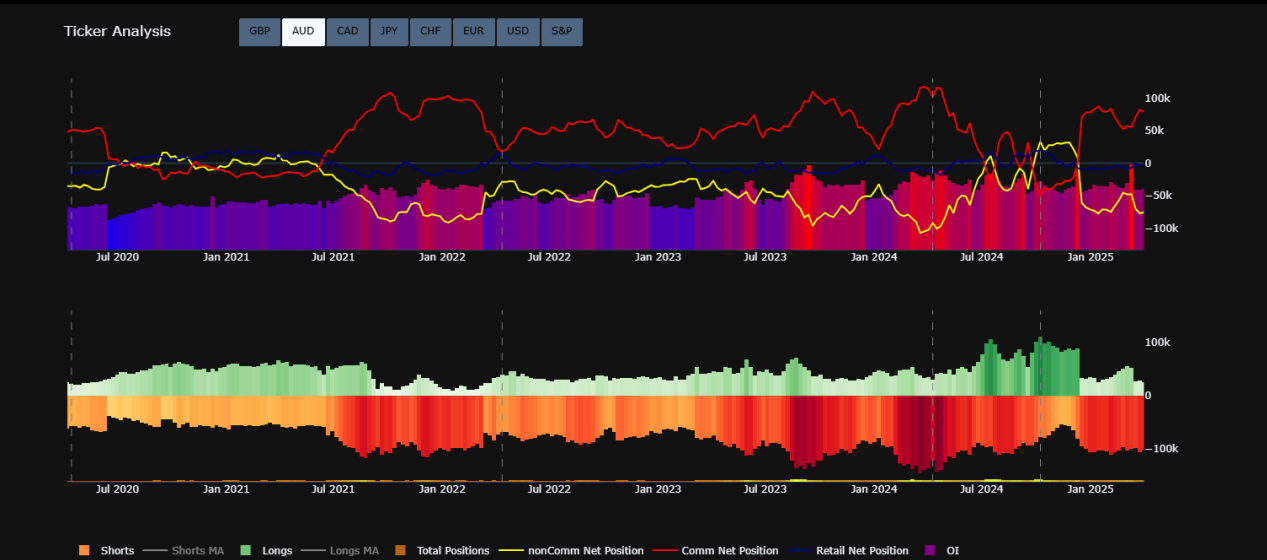 Ticker Analysis
GBP AUD CAD JPY CHF EUR USD S&P
100k
50k
0
−50k
−100k
Jul 2020 Jan 2021 Jul 2021 Jan 2022 Jul 2022 Jan 2023 Jul 2023 Jan 2024 Jul 2024 Jan 2025
100k
0
−100k
Jul 2020 Jan 2021 Jul 2021 Jan 2022 Jul 2022 Jan 2023 Jul 2023 Jan 2024 Jul 2024 Jan 2025
Shorts Shorts MA Longs Longs MA Total Positions nonComm Net Position Comm Net Position Retail Net Position OI